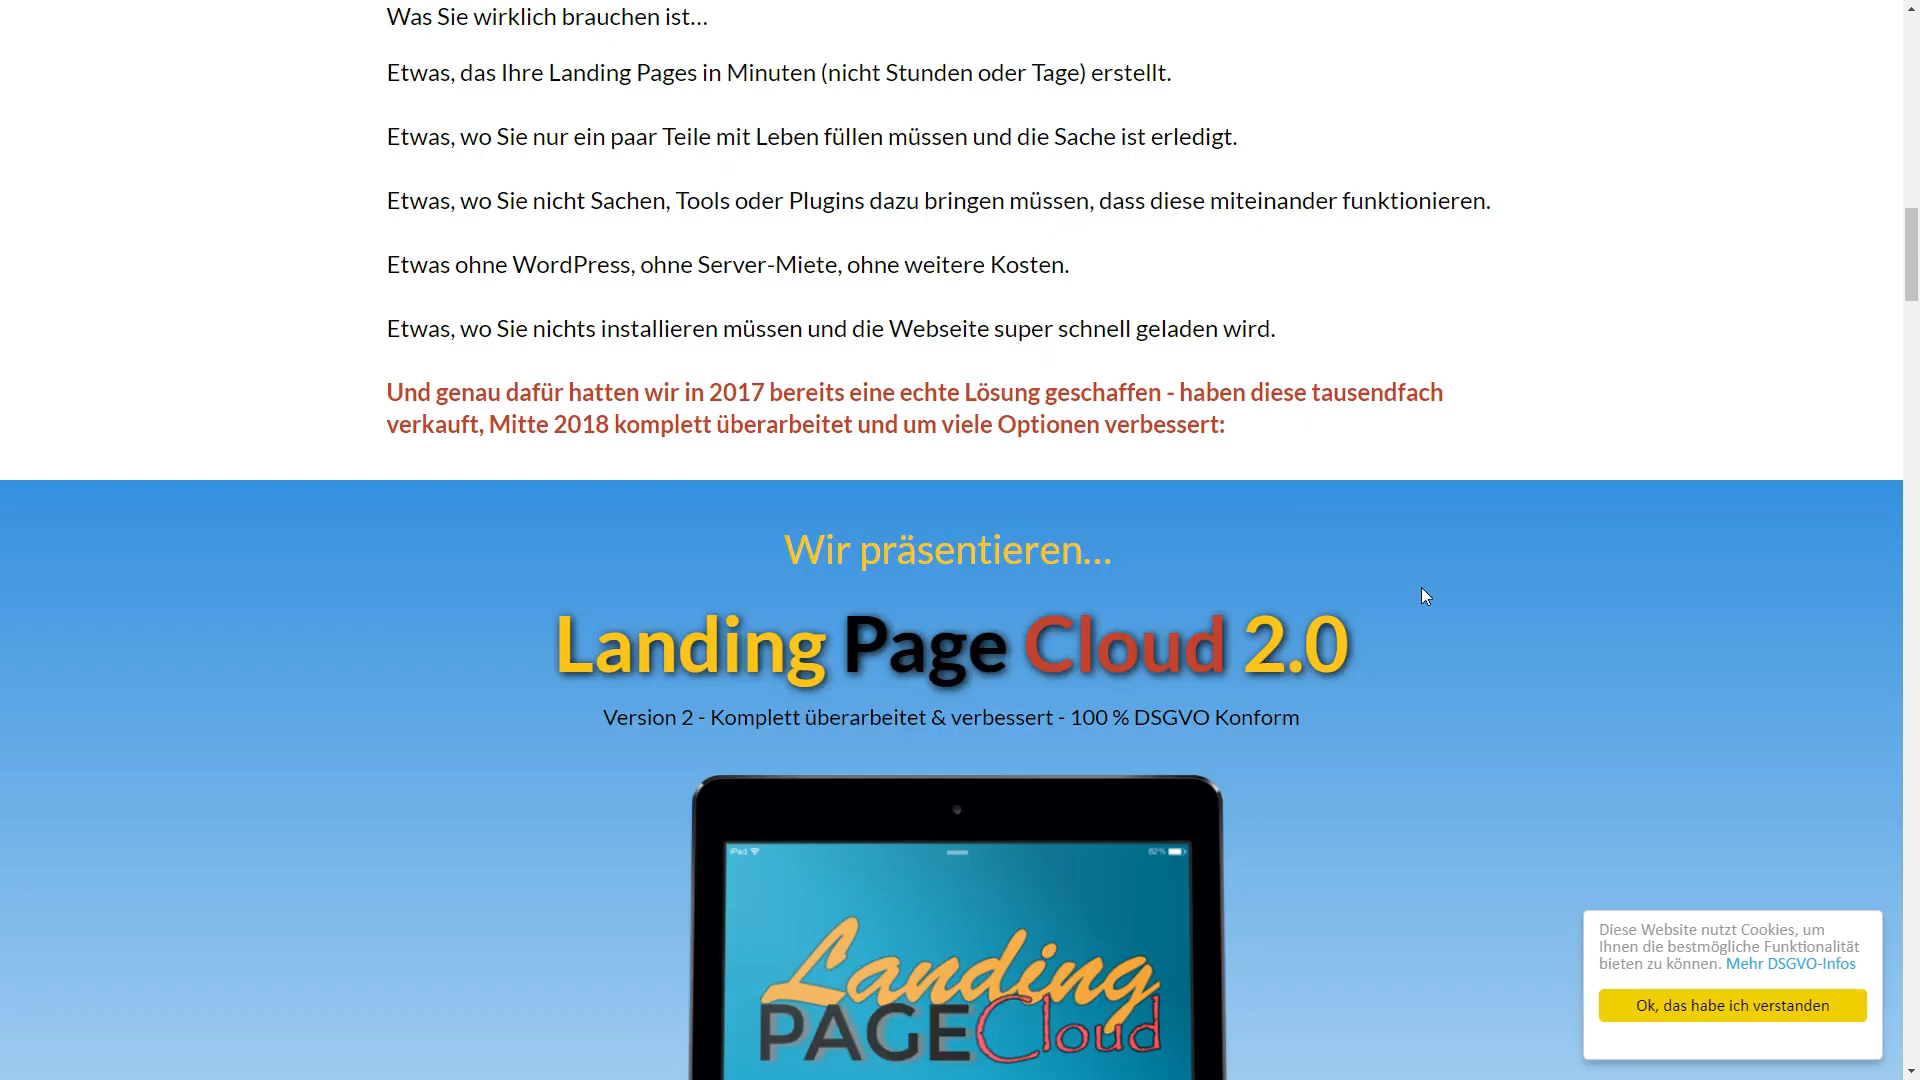 Was Sie wirklich brauchen ist...
Etwas, das Ihre Landing Pages in Minuten (nicht Stunden oder Tage) erstellt.
Etwas, wo Sie nur ein paar Teile mit Leben füllen müssen und die Sache ist erledigt.
Etwas, wo Sie nicht Sachen, Tools oder Plugins dazu bringen müssen, dass diese miteinander funktionieren.
Etwas ohne WordPress, ohne Server-Miete, ohne weitere Kosten.
Etwas, wo Sie nichts installieren müssen und die Webseite super schnell geladen wird.
Und genau dafür hatten wir in 2017 bereits eine echte Lösung geschaffen - haben diese tausendfach
verkauft, Mitte 2018 komplett überarbeitet und um viele Optionen verbessert:
Wir präsentieren...
Landing Page Cloud 2.0
Version 2 - Komplett überarbeitet & verbessert - 100 % DSGVO Konform
iPad 82%
Landing
PAGE Cloud
Diese Website nutzt Cookies, um
Ihnen die bestmögliche Funktionalität
bieten zu können. Mehr DSGVO-Infos
Ok, das habe ich verstanden